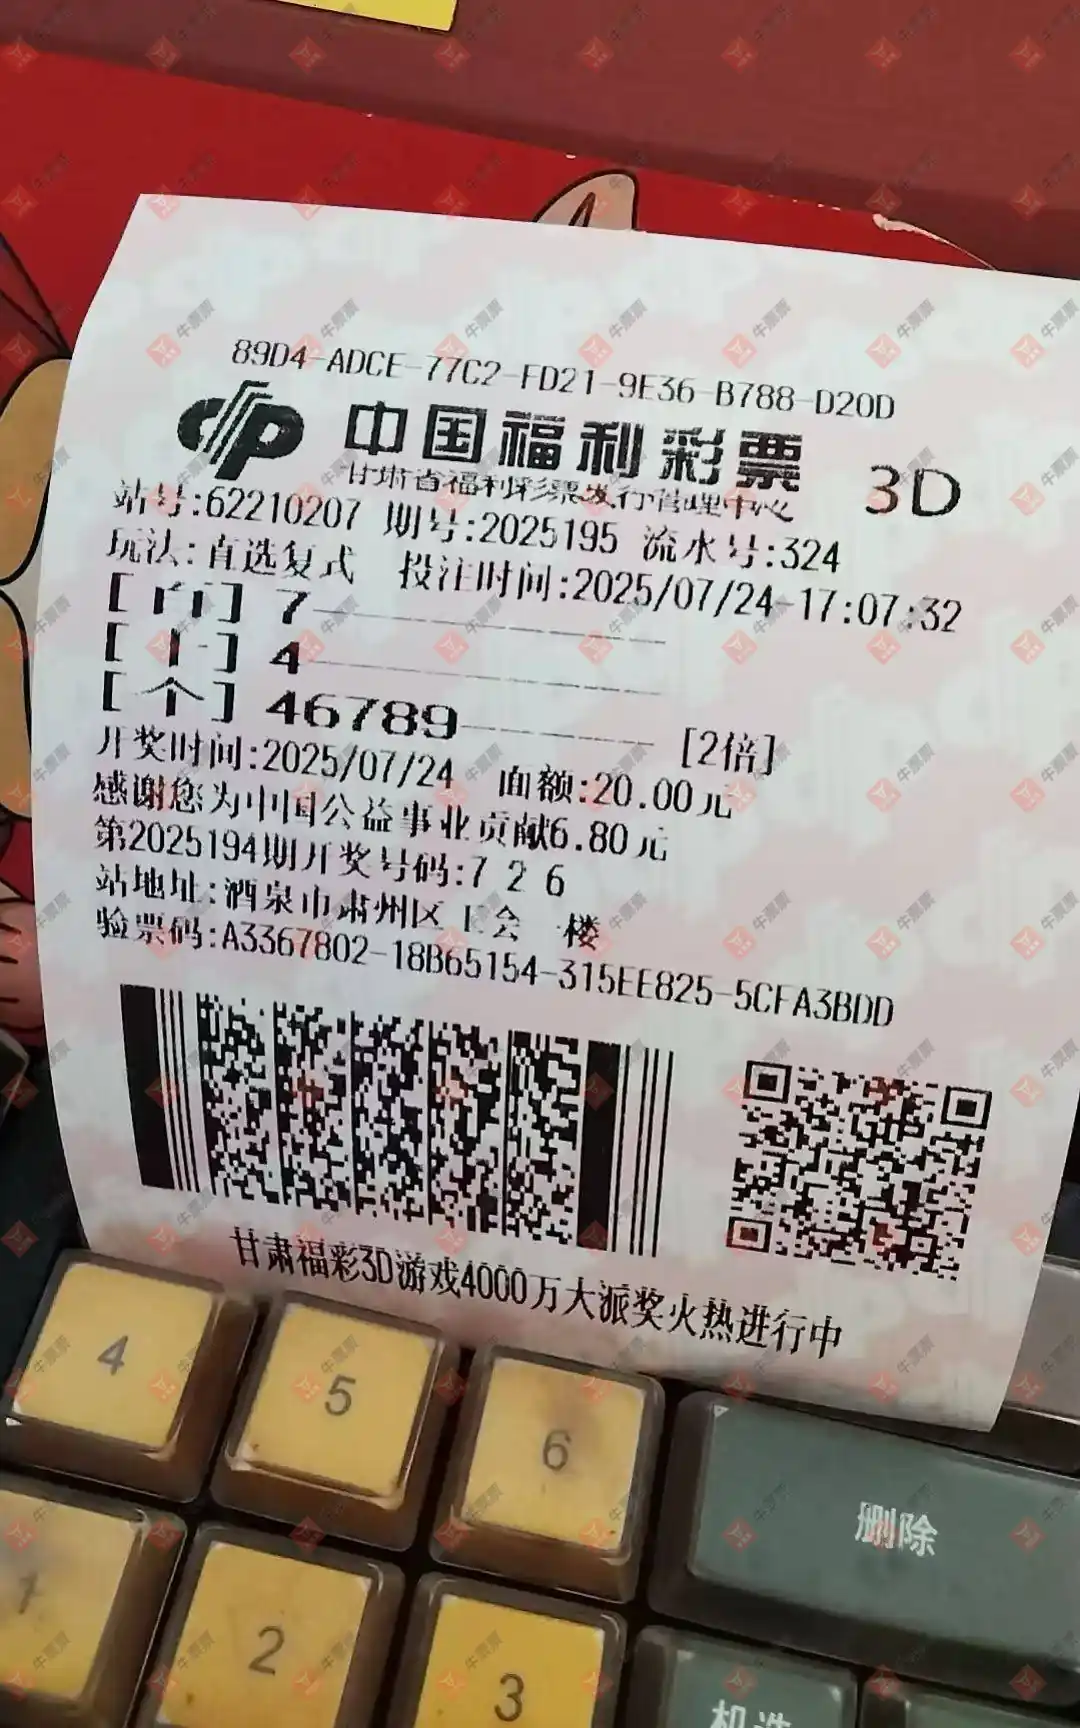 89D4-ADCE-77C2-FD21-9E36-B788-D20D
中国福利彩票 3D
甘肃省福利彩票发行管理中心
站号:62210207 期号:2025195 流水号:324
玩法:直选复式 投注时间:2025/07/24-17:07:32
[百] 7
[十] 4
[个] 46789 [2倍]
开奖时间:2025/07/24 面额:20.00元
感谢您为中国公益事业贡献6.80元
第2025194期开奖号码:7 2 6
站地址:酒泉市肃州区工会一楼
验票码:A3367802-18B65154-315EE825-5CFA3BDD
甘肃福彩3D游戏4000万大派奖火热进行中
4
5
6
删除
1
2
3
机选
牛票票